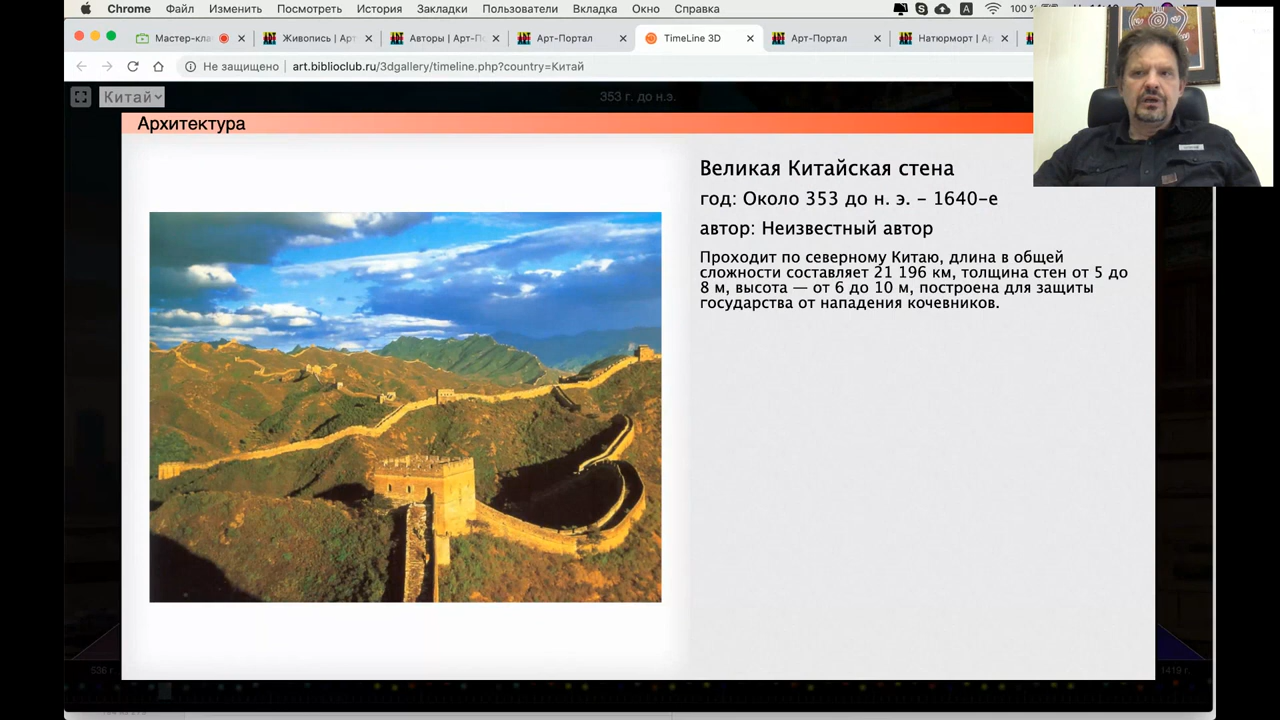 Chrome Файл Изменить Посмотреть История Закладки Пользователи Вкладка Окно Справка A 100
Мастер-кла Живопись | Арт Авторы | Арт-По Арт-Портал TimeLine 3D Арт-Портал Натюрморт | Ар
Не защищено art.biblioclub.ru/3dgallery/timeline.php?country=Китай
Китай 353 г. до н.э.
Архитектура
Великая Китайская стена
год: Около 353 до н. э. – 1640-е
автор: Неизвестный автор
Проходит по северному Китаю, длина в общей
сложности составляет 21 196 км, толщина стен от 5 до
8 м, высота — от 6 до 10 м, построена для защиты
государства от нападения кочевников.
1419 г.